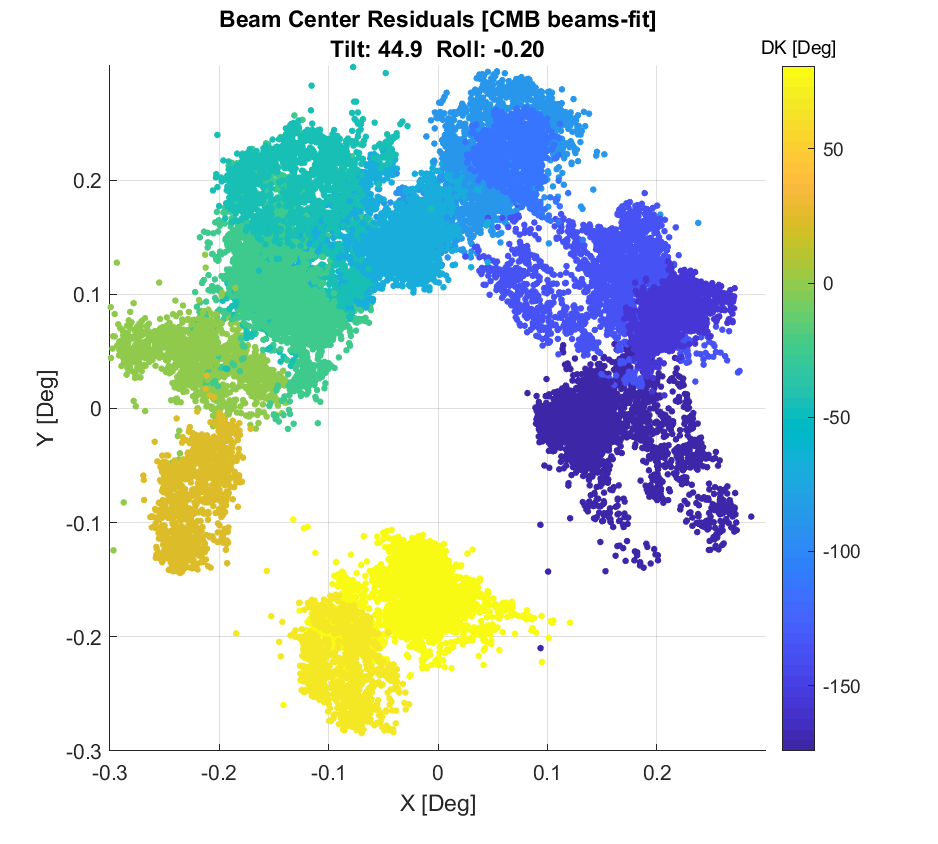 Beam Center Residuals [CMB beams-fit]
Tilt: 44.9 Roll: -0.20
DK [Deg]
50
0
-50
-100
-150
Y [Deg]
0.2
0.1
0
-0.1
-0.2
-0.3
-0.3 -0.2 -0.1 0 0.1 0.2
X [Deg]